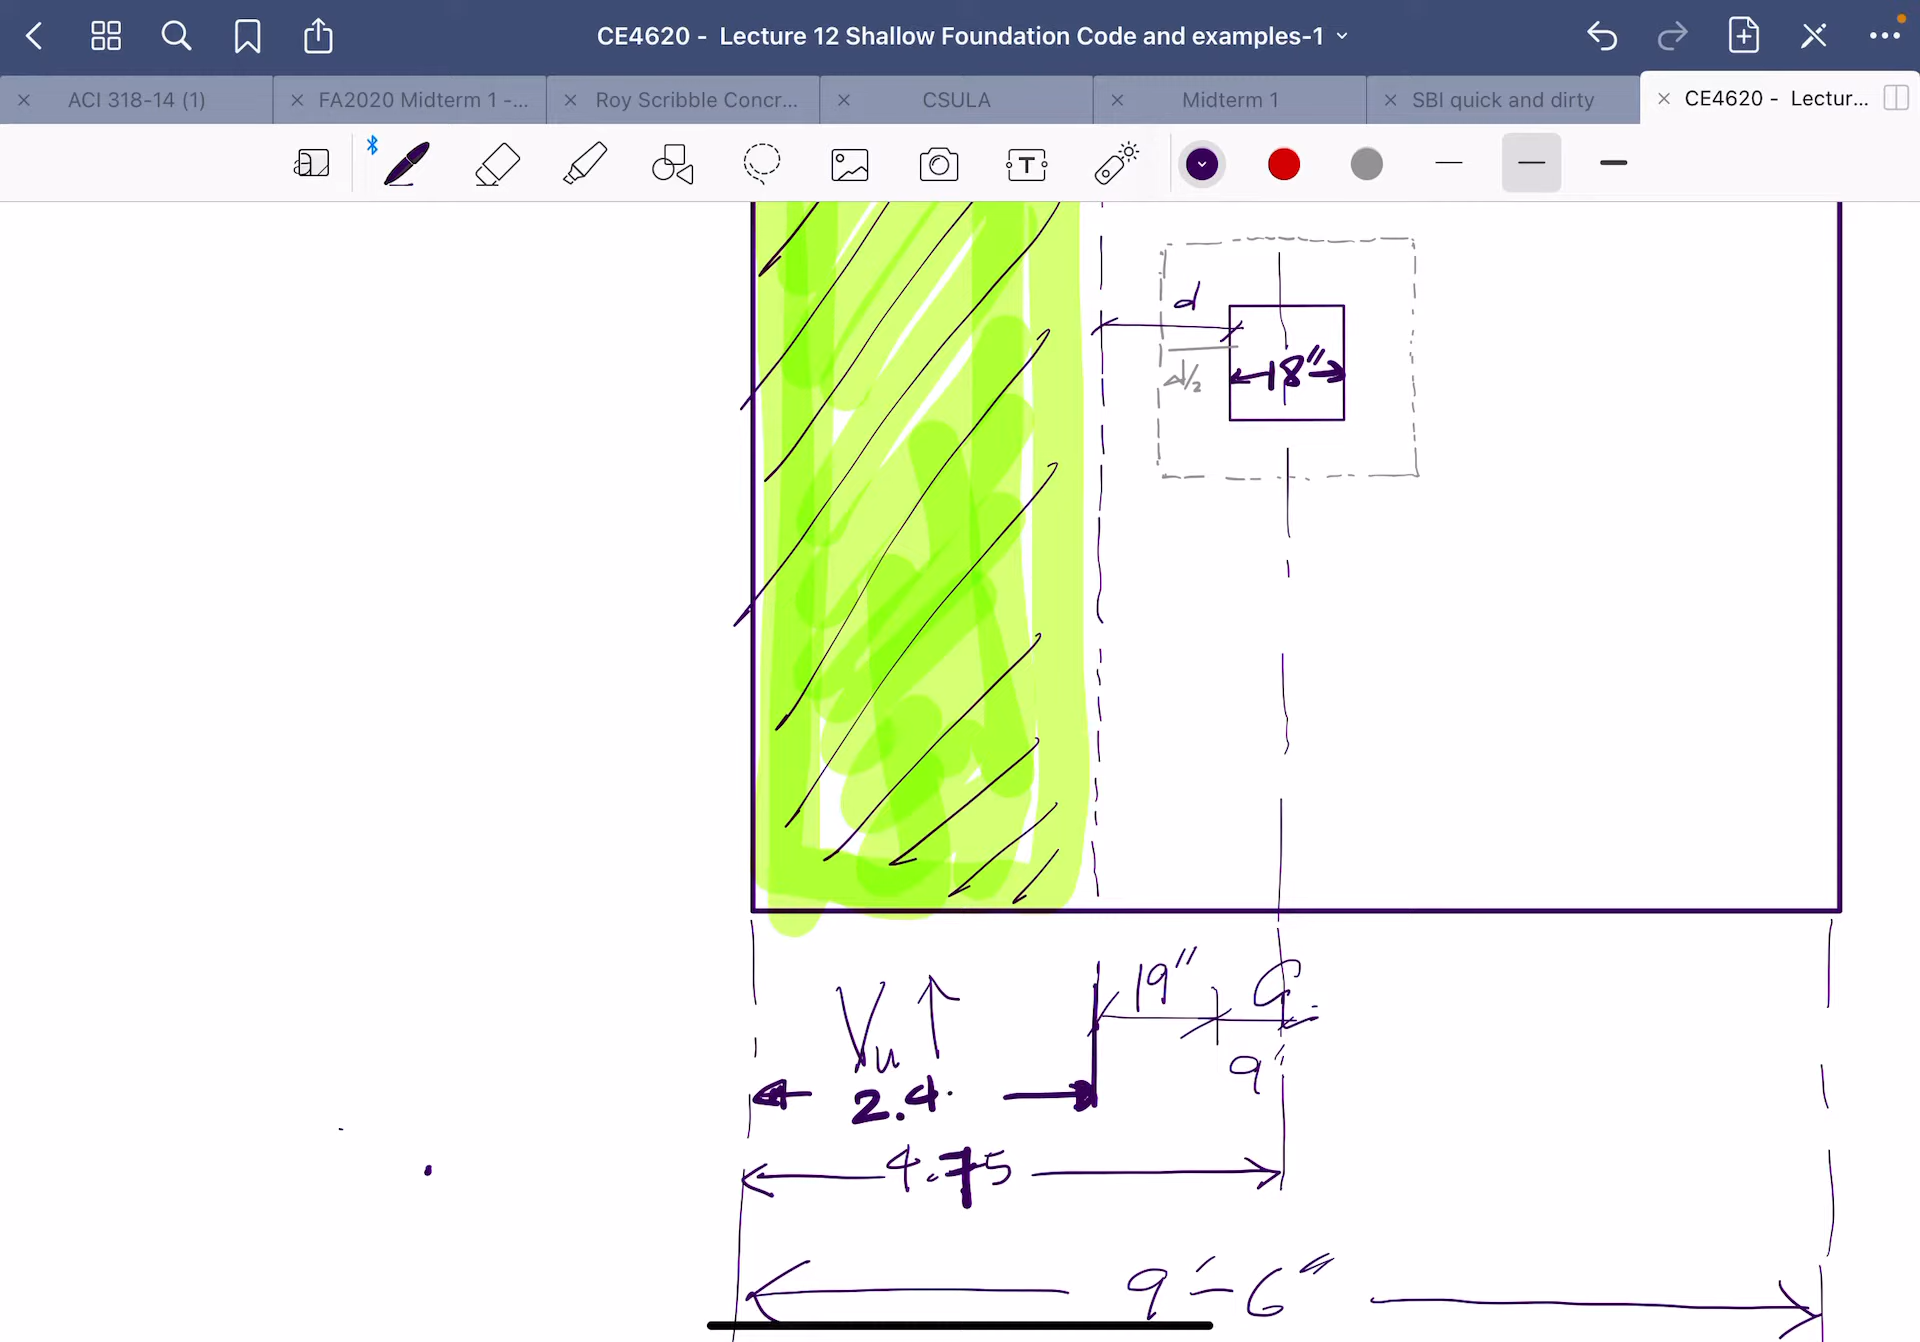 CE4620 -  Lecture 12 Shallow Foundation Code and examples-1
ACI 318-14 (1)
FA2020 Midterm 1 -...
Roy Scribble Concr...
CSULA
Midterm 1
SBI quick and dirty
CE4620 -  Lectur...
a
T
d
d/2
18"
19"
Vu
9"
2.4
4.75
9'-6"